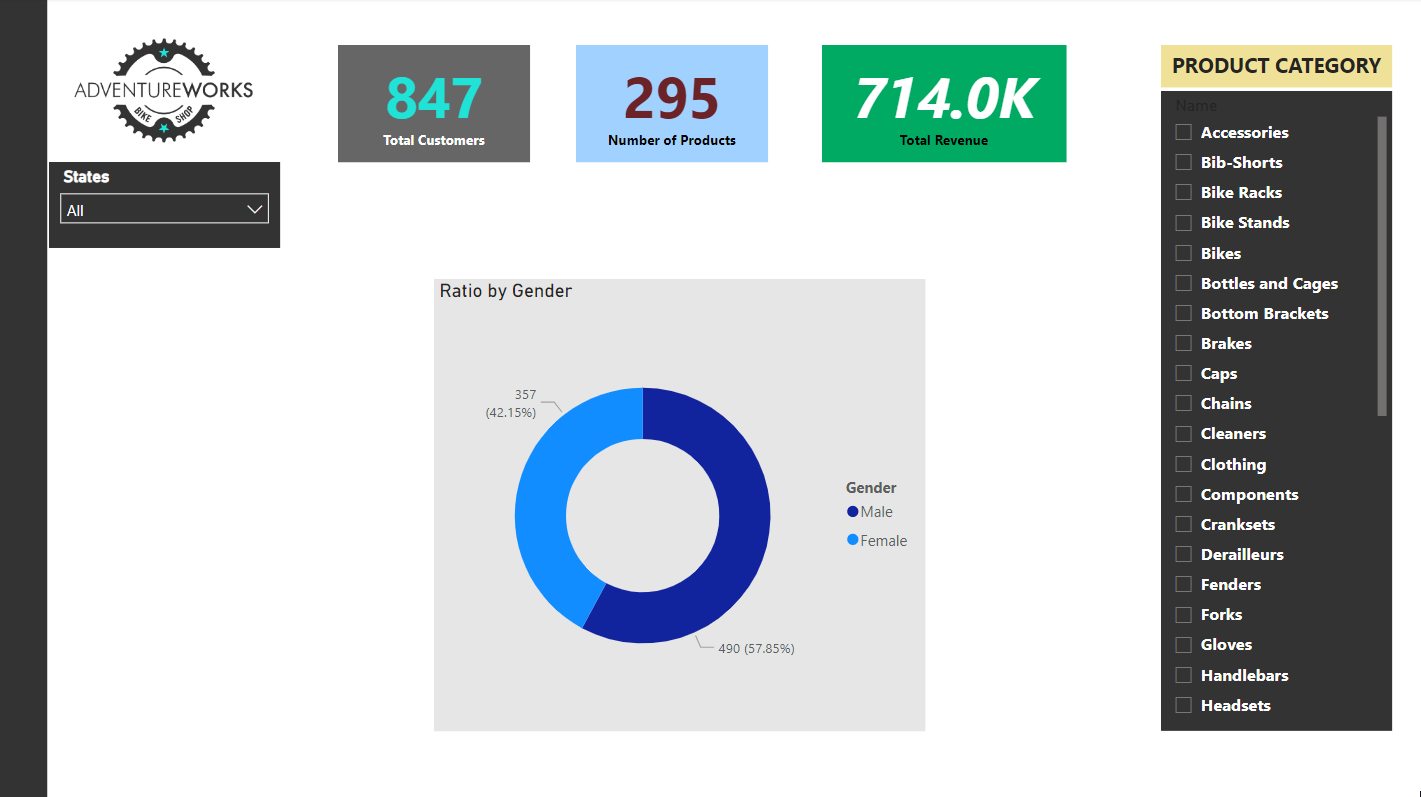 ADVENTUREWORKS
BIKE SHOP
States
All
847
Total Customers
295
Number of Products
714.0K
Total Revenue
Ratio by Gender
357
(42.15%)
490 (57.85%)
Gender
Male
Female
PRODUCT CATEGORY
Name
Accessories
Bib-Shorts
Bike Racks
Bike Stands
Bikes
Bottles and Cages
Bottom Brackets
Brakes
Caps
Chains
Cleaners
Clothing
Components
Cranksets
Derailleurs
Fenders
Forks
Gloves
Handlebars
Headsets